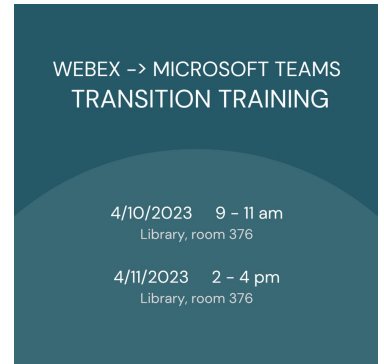 WEBEX -> MICROSOFT TEAMS
TRANSITION TRAINING
4/10/2023 9 - 11 am
Library, room 376
4/11/2023 2 - 4 pm
Library, room 376